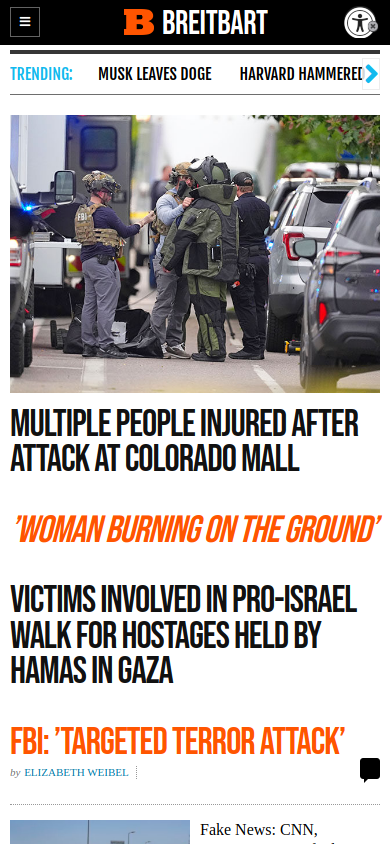 BREITBART
TRENDING: MUSK LEAVES DOGE HARVARD HAMMERED
FBI
MULTIPLE PEOPLE INJURED AFTER
ATTACK AT COLORADO MALL
’WOMAN BURNING ON THE GROUND’
VICTIMS INVOLVED IN PRO-ISRAEL
WALK FOR HOSTAGES HELD BY
HAMAS IN GAZA
FBI: ’TARGETED TERROR ATTACK’
by ELIZABETH WEIBEL
Fake News: CNN,